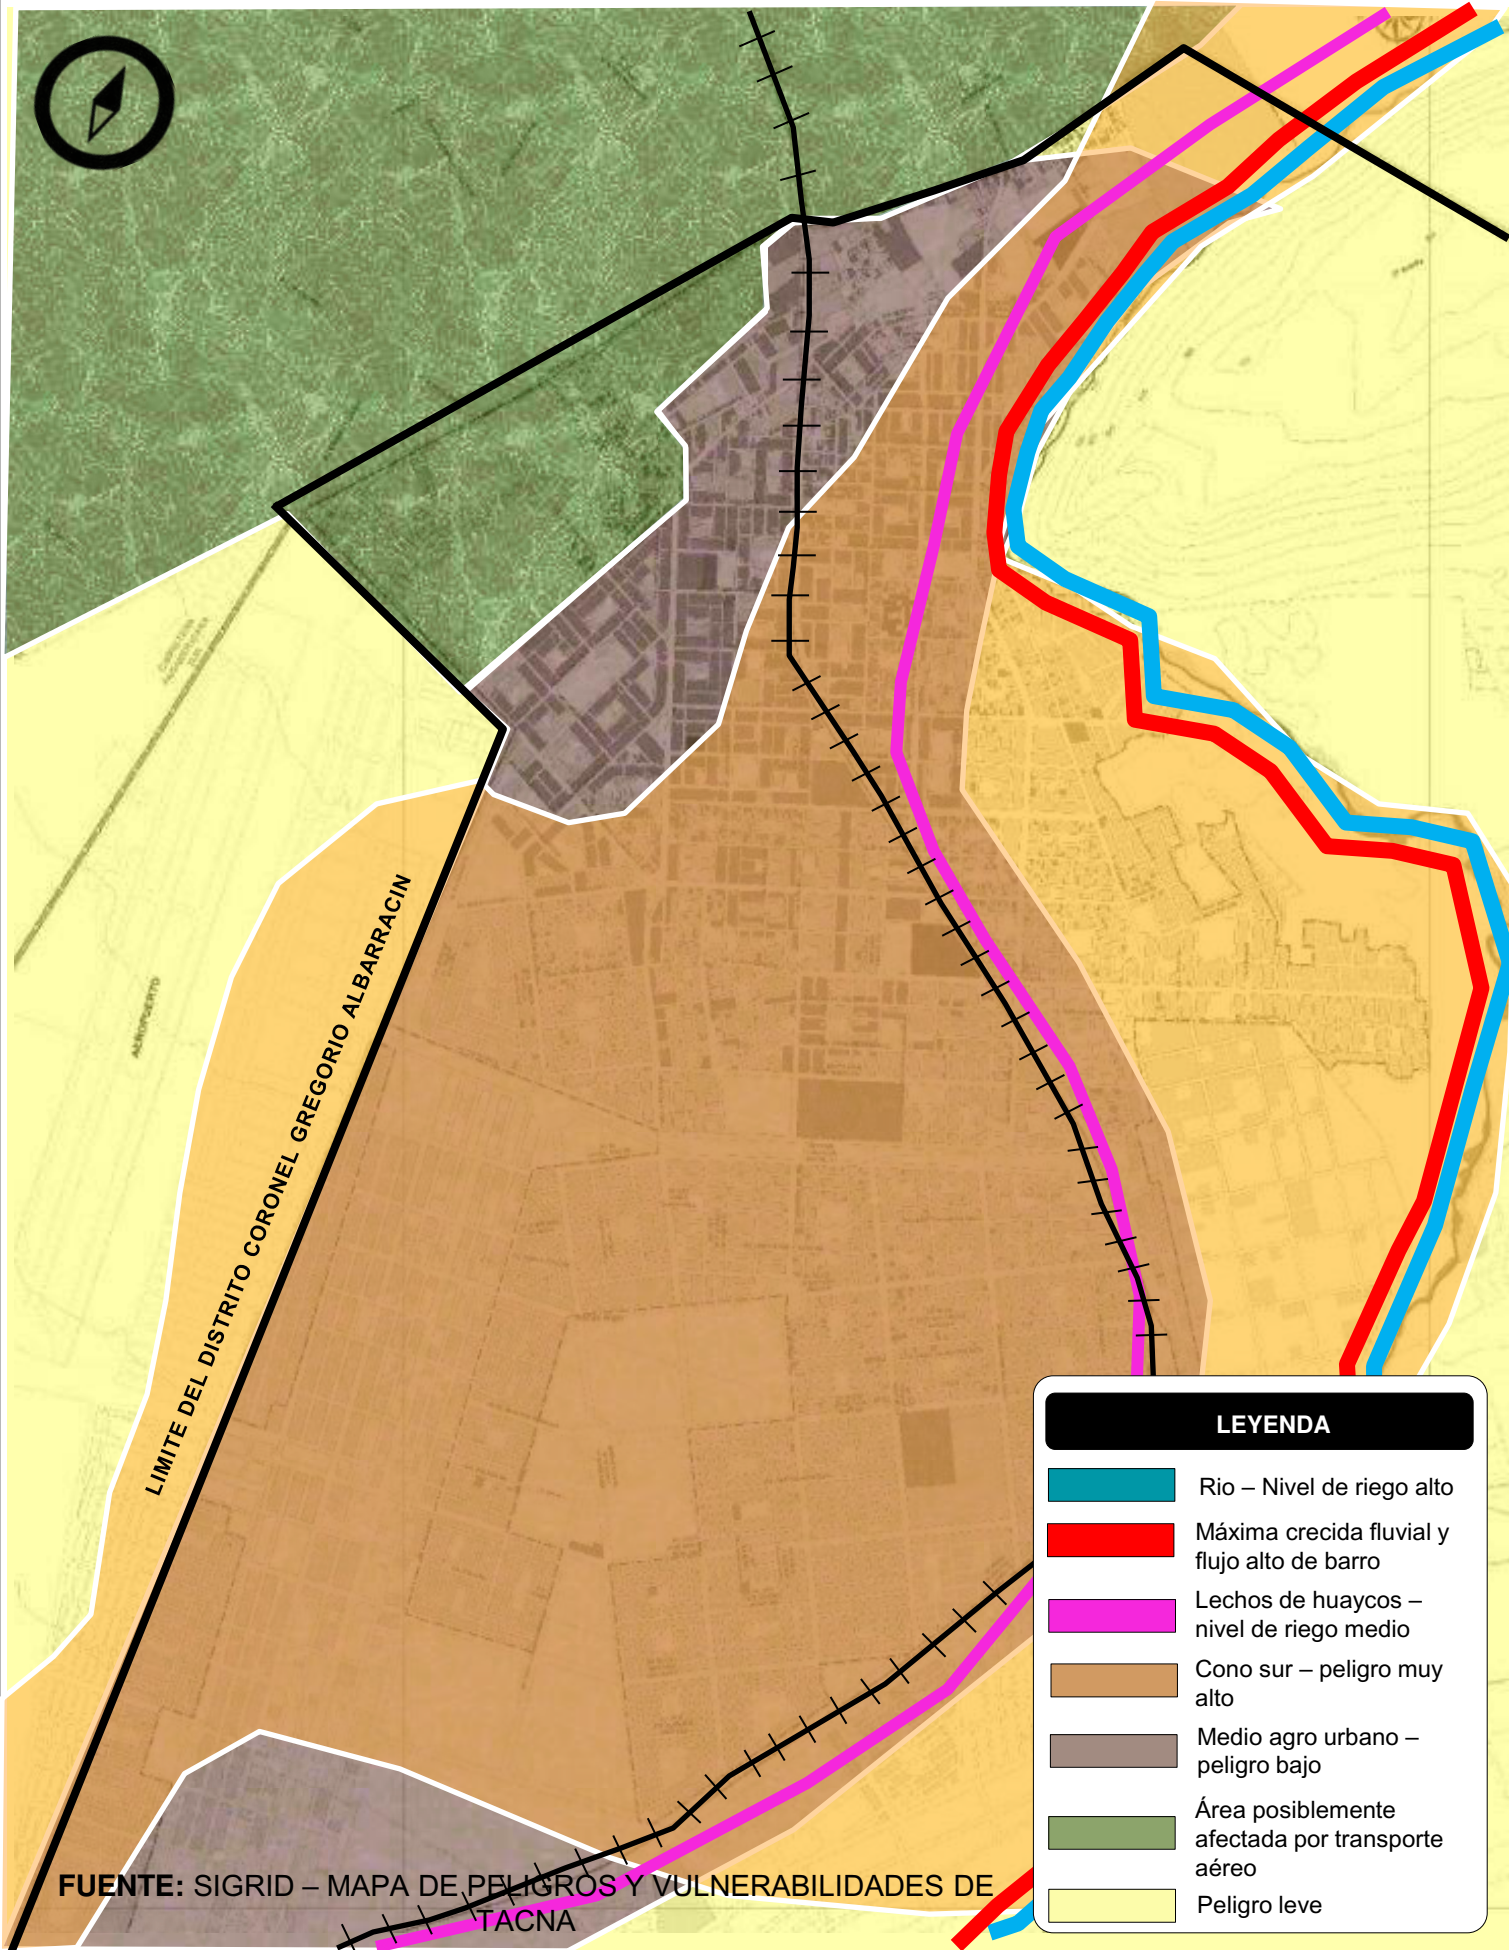 AEROPUERTO
LIMITE DEL DISTRITO CORONEL GREGORIO ALBARRACIN
LEYENDA
Rio – Nivel de riego alto
Máxima crecida fluvial y
flujo alto de barro
Lechos de huaycos –
nivel de riego medio
Cono sur – peligro muy
alto
Medio agro urbano –
peligro bajo
Área posiblemente
afectada por transporte
aéreo
Peligro leve
FUENTE: SIGRID – MAPA DE PELIGROS Y VULNERABILIDADES DE
TACNA